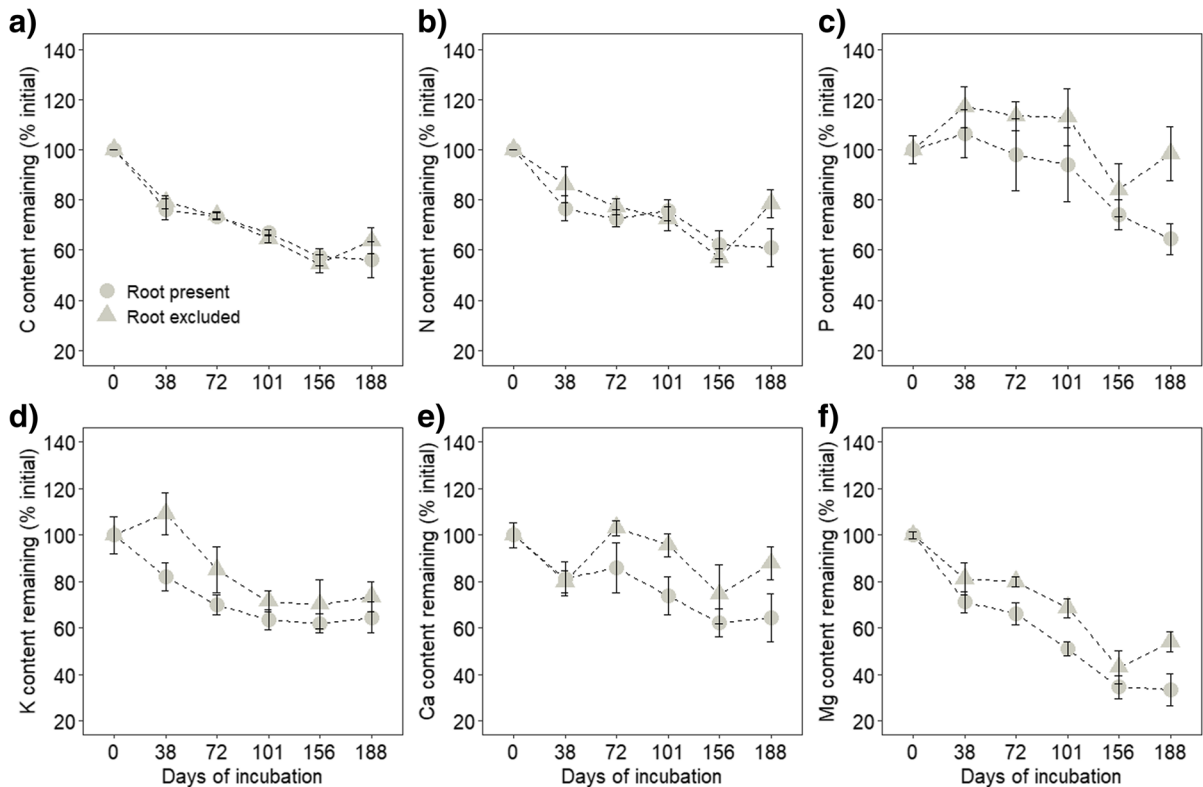 a)
C content remaining (% initial)
140
120
100
80
60
40
20
0 38 72 101 156 188
Root present
Root excluded
b)
N content remaining (% initial)
140
120
100
80
60
40
20
0 38 72 101 156 188
c)
P content remaining (% initial)
140
120
100
80
60
40
20
0 38 72 101 156 188
d)
K content remaining (% initial)
140
120
100
80
60
40
20
0 38 72 101 156 188
Days of incubation
e)
Ca content remaining (% initial)
140
120
100
80
60
40
20
0 38 72 101 156 188
Days of incubation
f)
Mg content remaining (% initial)
140
120
100
80
60
40
20
0 38 72 101 156 188
Days of incubation